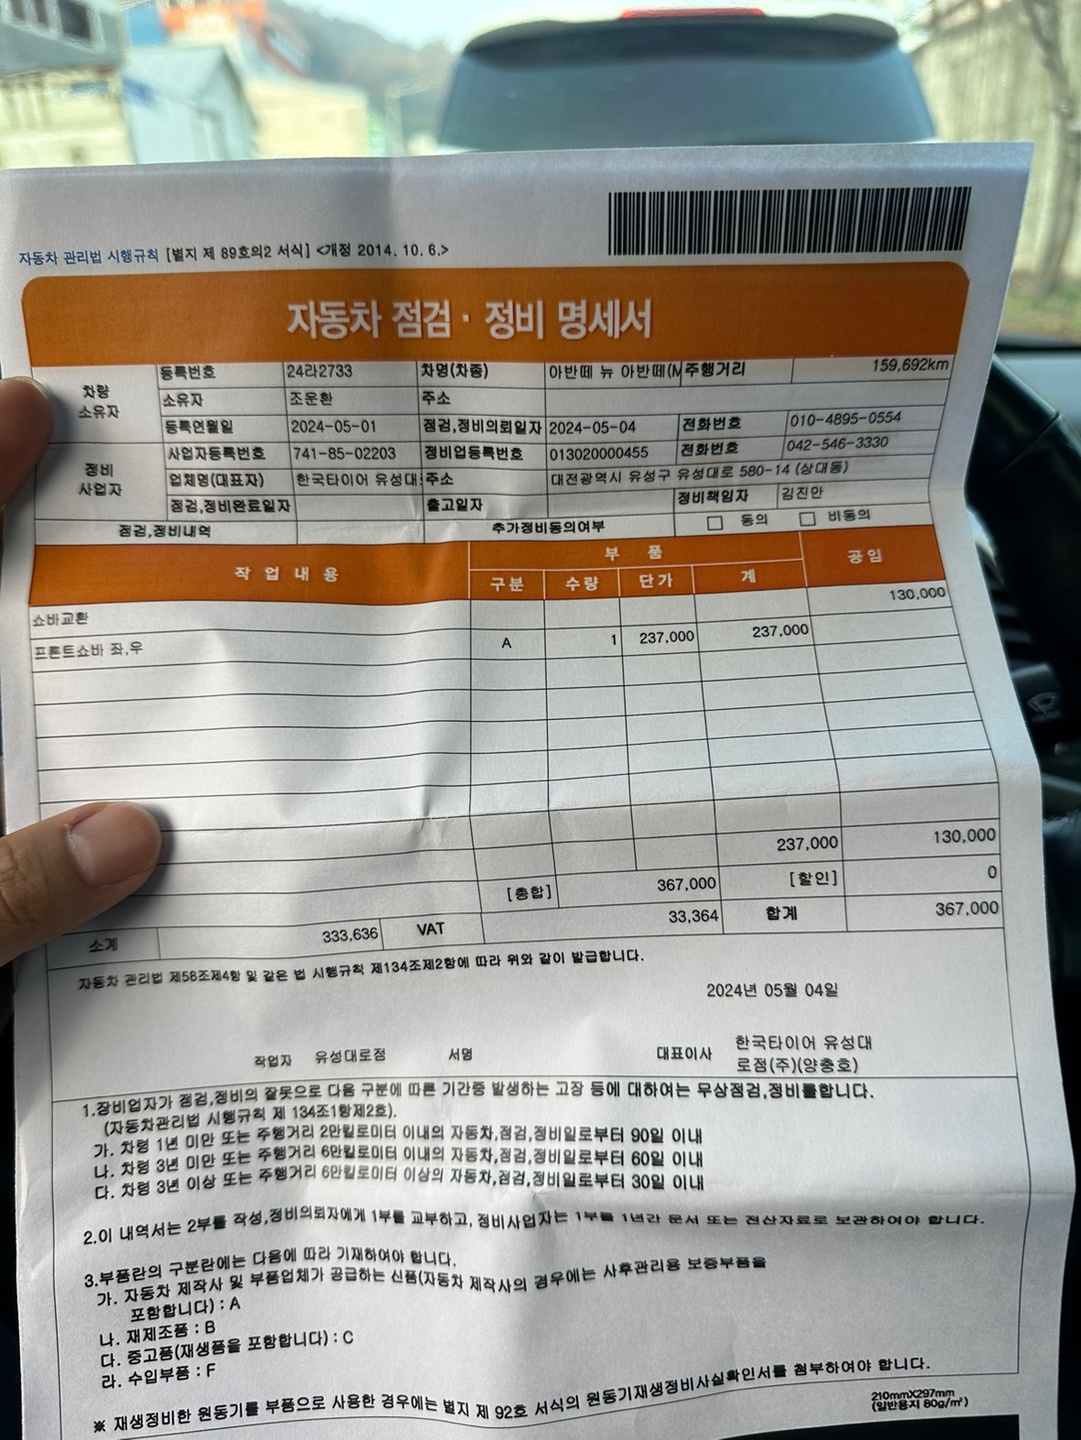 자동차 관리법 시행규칙 [별지 제 89호의2 서식] <개정 2014. 10. 6.>
자동차 점검 · 정비 명세서
차량 소유자
등록번호 24라2733 차명(차종) 아반떼 뉴 아반떼(M 주행거리 159,692km
소유자 조운환 주소
등록연월일 2024-05-01 점검,정비의뢰일자 2024-05-04 전화번호 010-4895-0554
정비 사업자
사업자등록번호 741-85-02203 정비업등록번호 013020000455 전화번호 042-546-3330
업체명(대표자) 한국타이어 유성대 주소 대전광역시 유성구 유성대로 580-14 (상대동)
점검,정비완료일자 출고일자 정비책임자 김진만
점검,정비내역 추가정비동의여부 □ 동의 □ 비동의
작 업 내 용 부 품 공임
구분 수량 단가 계
쇼바교환 130,000
프론트쇼바 좌,우 A 1 237,000 237,000
237,000 130,000
[총합] 367,000 [할인] 0
소계 333,636 VAT 33,364 합계 367,000
자동차 관리법 제58조제4항 및 같은 법 시행규칙 제134조제2항에 따라 위와 같이 발급합니다.
2024년 05월 04일
작업자 유성대로점 서명 대표이사 한국타이어 유성대
로점(주)(양충호)
1.장비업자가 점검,정비의 잘못으로 다음 구분에 따른 기간중 발생하는 고장 등에 대하여는 무상점검,정비를합니다.
(자동차관리법 시행규칙 제 134조1항제2호).
가. 차령 1년 미만 또는 주행거리 2만킬로미터 이내의 자동차,점검,정비일로부터 90일 이내
나. 차령 3년 미만 또는 주행거리 6만킬로미터 이내의 자동차,점검,정비일로부터 60일 이내
다. 차령 3년 이상 또는 주행거리 6만킬로미터 이상의 자동차,점검,정비일로부터 30일 이내
2.이 내역서는 2부를 작성,정비의뢰자에게 1부를 교부하고, 정비사업자는 1부를 1년간 문서 또는 전산자료로 보관하여야 합니다.
3.부품란의 구분란에는 다음에 따라 기재하여야 합니다.
가. 자동차 제작사 및 부품업체가 공급하는 신품(자동차 제작사의 경우에는 사후관리용 보증부품을
포함합니다) : A
나. 재제조품 : B
다. 중고품(재생품을 포함합니다) : C
라. 수입부품 : F
※ 재생정비한 원동기를 부품으로 사용한 경우에는 별지 제 92호 서식의 원동기재생정비사실확인서를 첨부하여야 합니다.
210mmX297mm
(일반용지 80g/㎡)